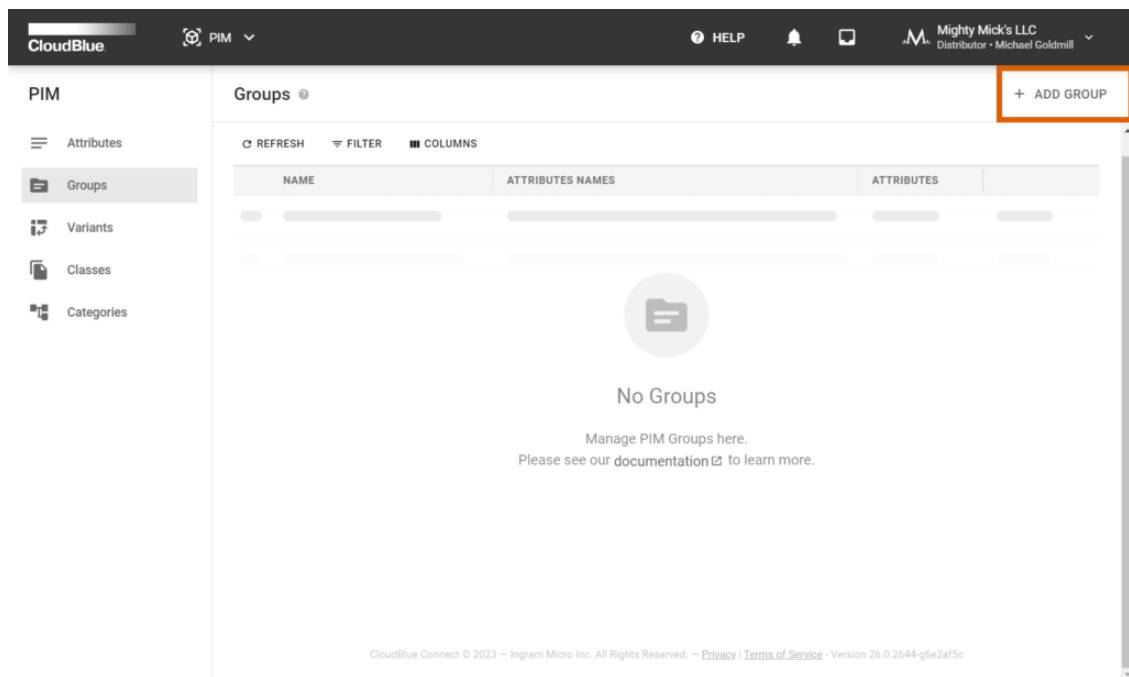 CloudBlue
PIM
HELP
Mighty Mick's LLC
Distributor • Michael Goldmill
PIM
Groups
+ ADD GROUP
Attributes
Groups
Variants
Classes
Categories
REFRESH FILTER COLUMNS
NAME ATTRIBUTES NAMES ATTRIBUTES
No Groups
Manage PIM Groups here.
Please see our documentation to learn more.
CloudBlue Connect © 2023 — Ingram Micro Inc. All Rights Reserved. — Privacy | Terms of Service - Version 26.0.2644-g6e2af5c